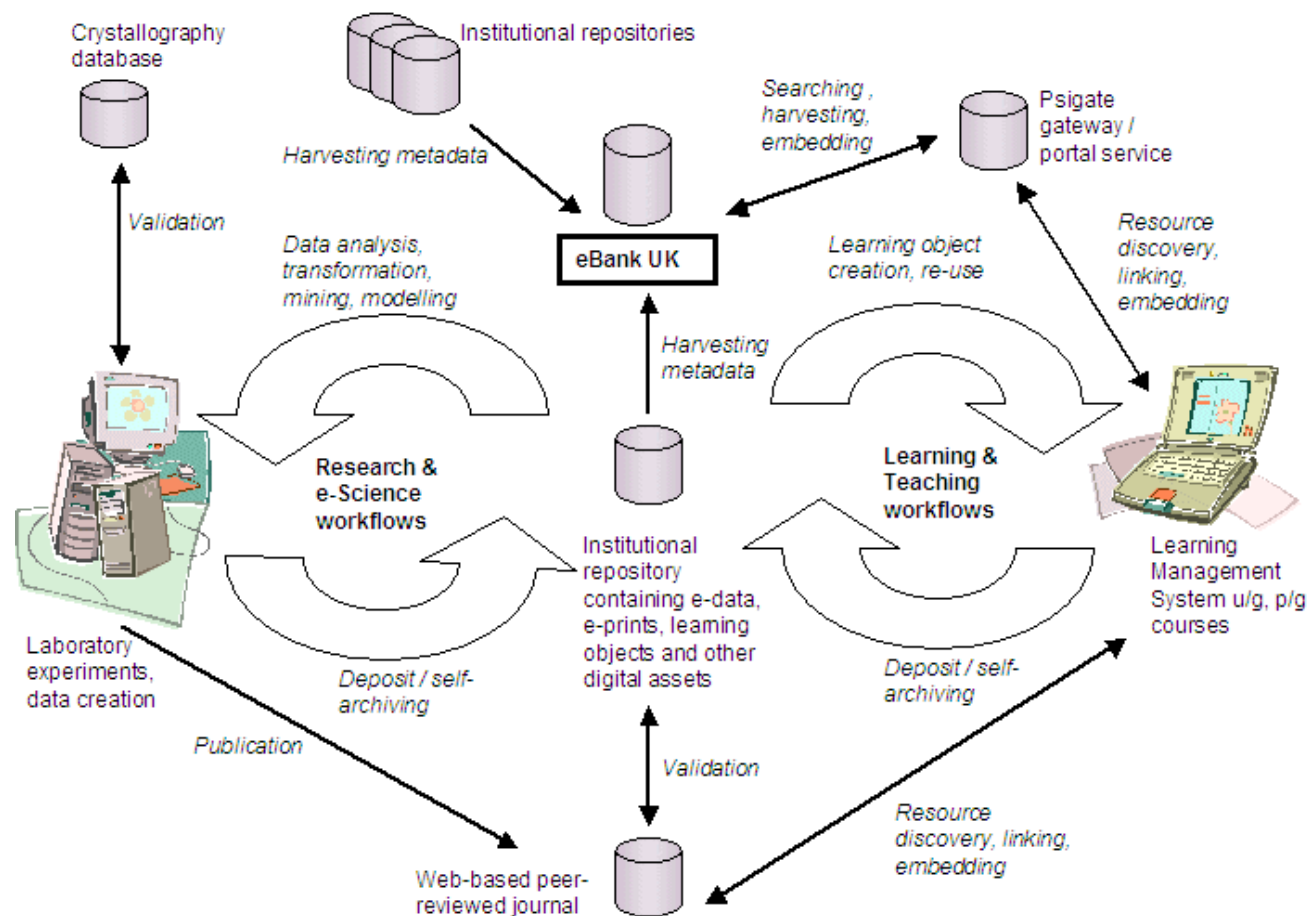 Crystallography
database
Institutional repositories
Searching ,
harvesting,
embedding
Psigate
gateway /
portal service
Harvesting metadata
Validation
Data analysis,
transformation,
mining, modelling
eBank UK
Learning object
creation, re-use
Resource
discovery,
linking,
embedding
Harvesting
metadata
Research &
e-Science
workflows
Learning &
Teaching
workflows
Institutional
repository
containing e-data,
e-prints, learning
objects and other
digital assets
Learning
Management
System u/g, p/g
courses
Laboratory
experiments,
data creation
Deposit / self-
archiving
Deposit / self-
archiving
Publication
Validation
Resource
discovery, linking,
embedding
Web-based peer-
reviewed journal